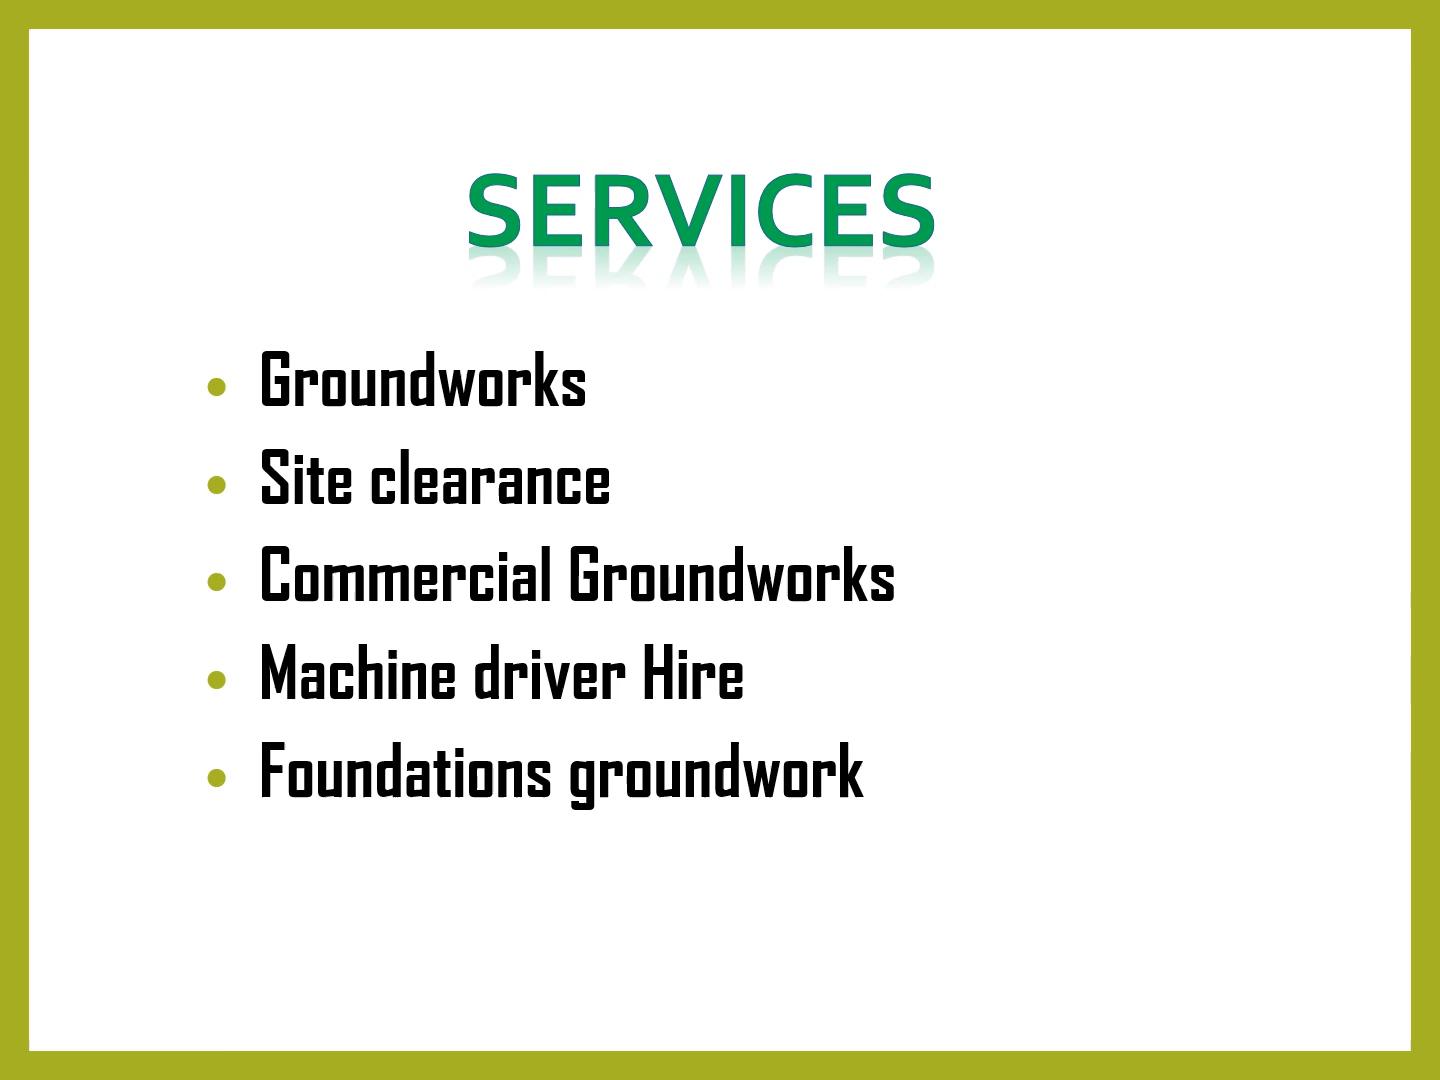 SERVICES
• Groundworks
• Site clearance
• Commercial Groundworks
• Machine driver Hire
• Foundations groundwork